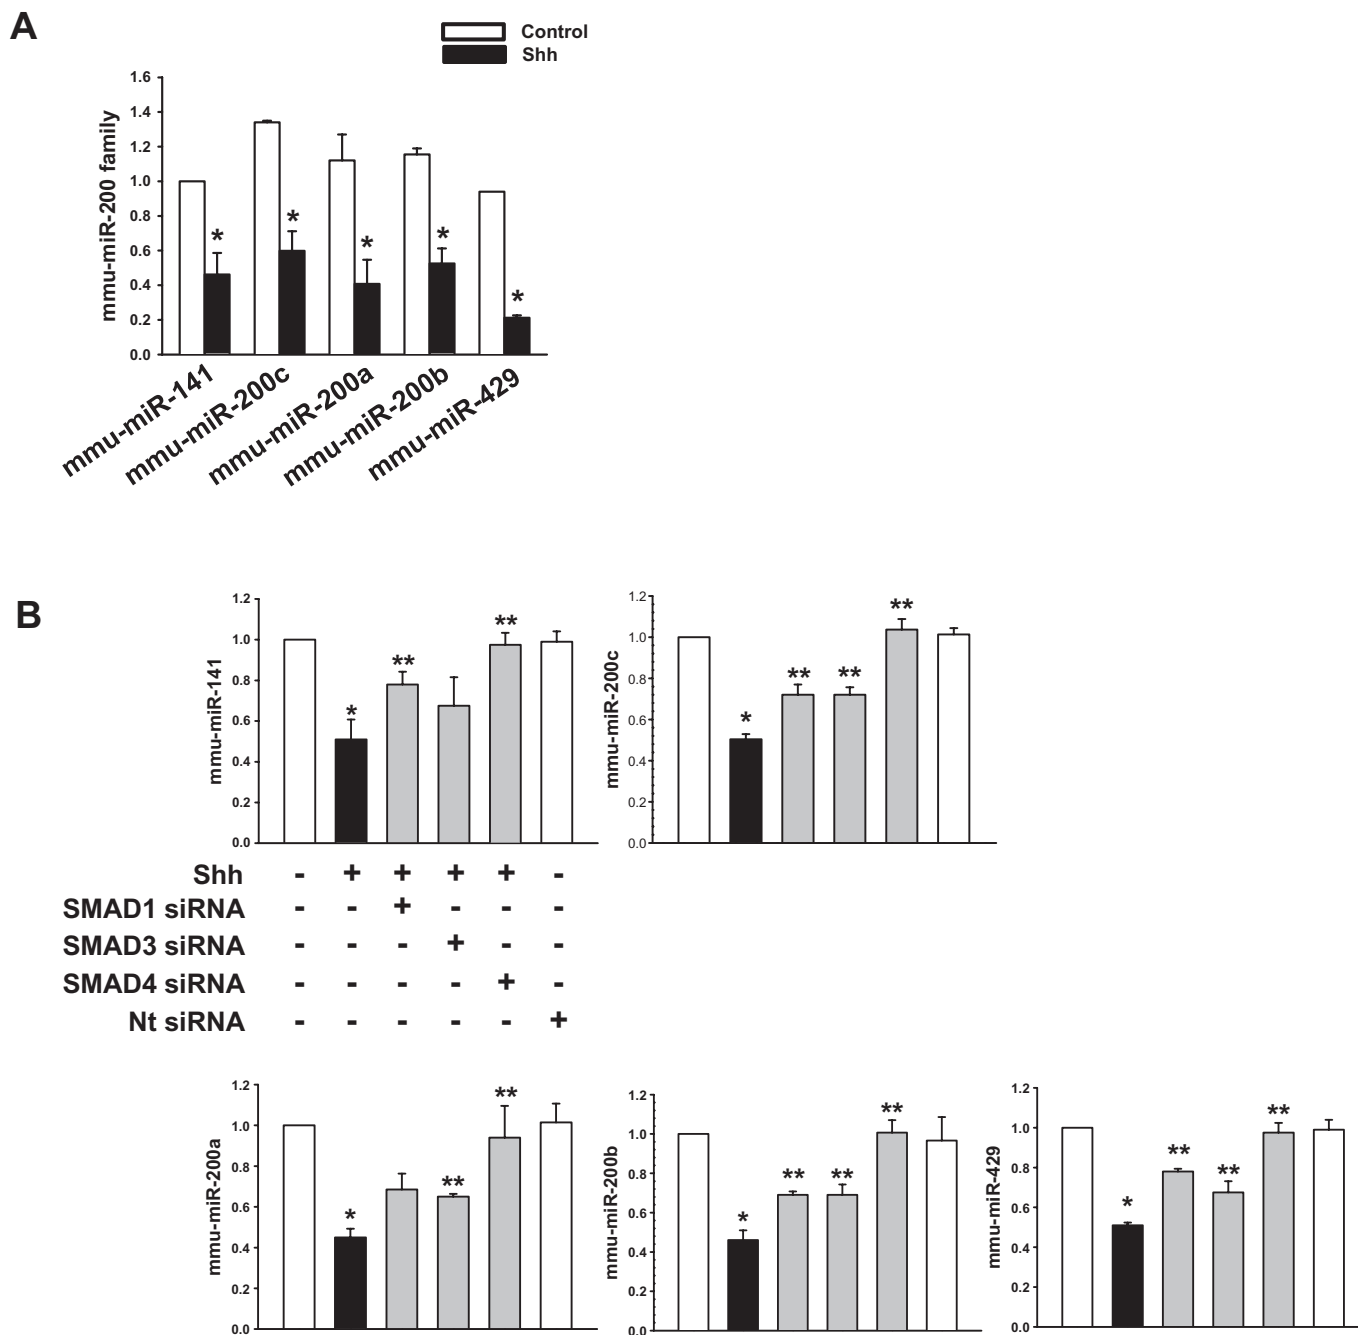 A
Control
Shh
mmu-miR-200 family
1.6
1.4
1.2
1.0
0.8
0.6
0.4
0.2
0.0
* * * * *
mmu-miR-141
mmu-miR-200c
mmu-miR-200a
mmu-miR-200b
mmu-miR-429
B
mmu-miR-141
1.2
1.0
0.8
0.6
0.4
0.2
0.0
* ** **
mmu-miR-200c
1.2
1.0
0.8
0.6
0.4
0.2
0.0
* ** ** **
Shh - + + + + -
SMAD1 siRNA - - + - - -
SMAD3 siRNA - - - + - -
SMAD4 siRNA - - - - + -
Nt siRNA - - - - - +
mmu-miR-200a
1.2
1.0
0.8
0.6
0.4
0.2
0.0
* ** **
mmu-miR-200b
1.2
1.0
0.8
0.6
0.4
0.2
0.0
* ** ** **
mmu-miR-429
1.2
1.0
0.8
0.6
0.4
0.2
0.0
* ** ** **